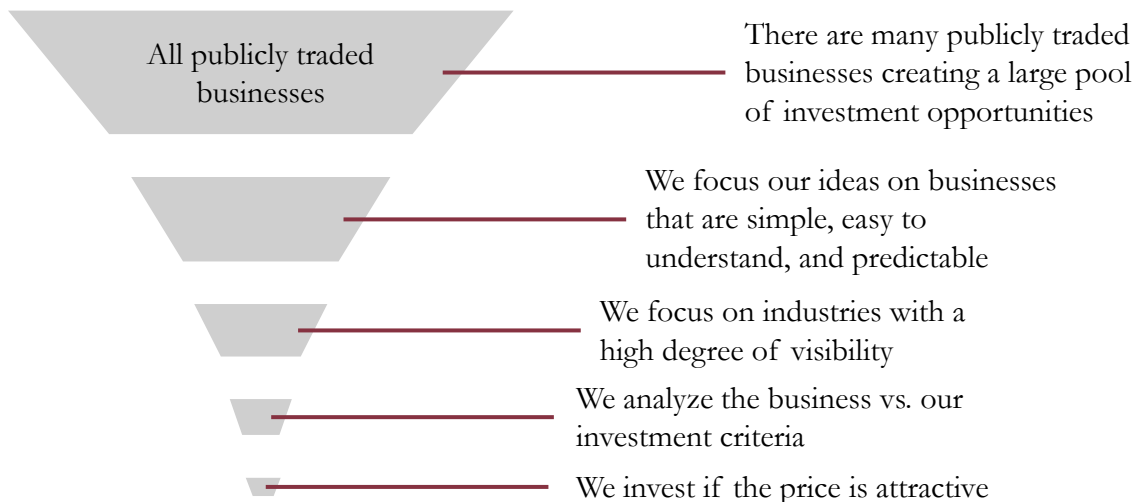 All publicly traded
businesses
There are many publicly traded
businesses creating a large pool
of investment opportunities
We focus our ideas on businesses
that are simple, easy to
understand, and predictable
We focus on industries with a
high degree of visibility
We analyze the business vs. our
investment criteria
We invest if the price is attractive